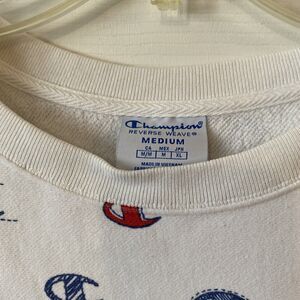 Champion
REVERSE WEAVE®
MEDIUM
CA MEX JPN
M/M M XL
MADE IN VIETNAM